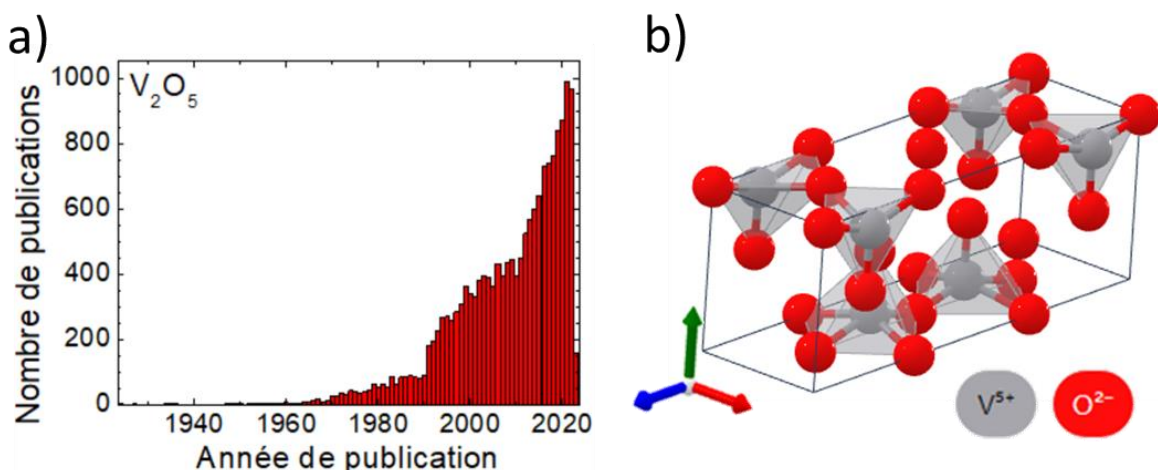 a)
V₂O₅
Nombre de publications
1000
800
600
400
200
0
1940
1960
1980
2000
2020
Année de publication
b)
V⁵⁺
O²⁻